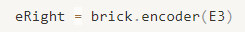 eRight = brick.encoder(E3)